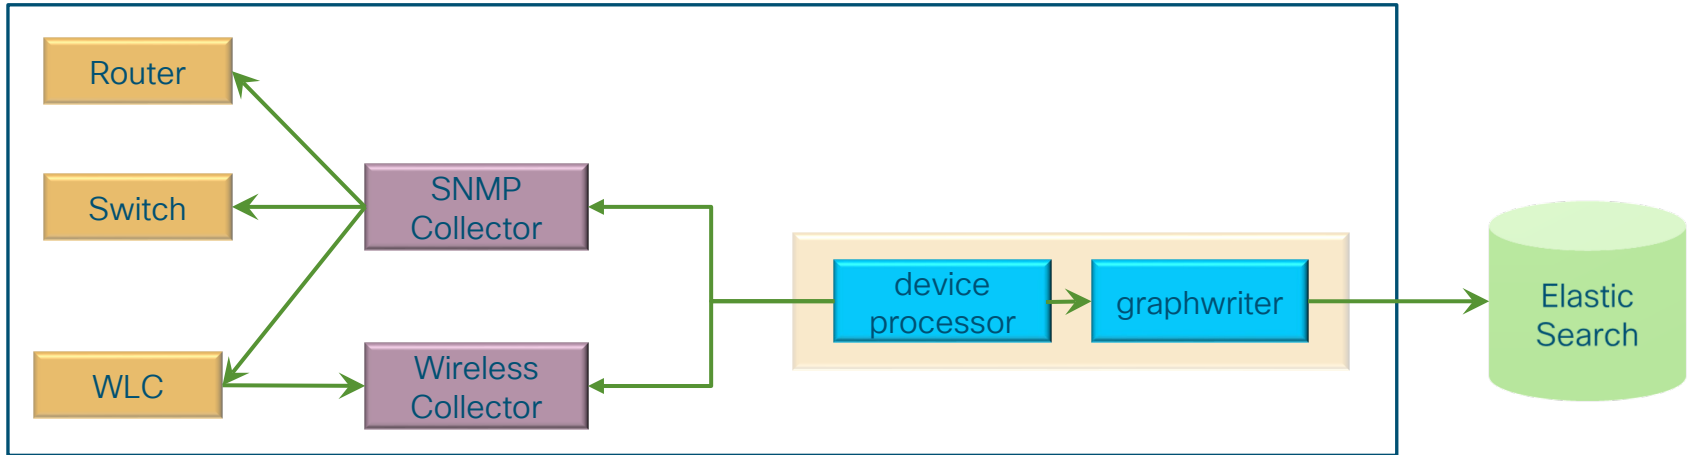 Router
Switch
WLC
SNMP
Collector
Wireless
Collector
device
processor
graphwriter
Elastic
Search